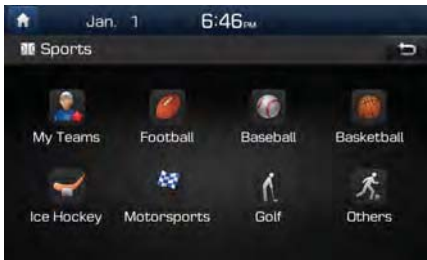 Jan. 1 6:46PM
Sports
My Teams Football Baseball Basketball
Ice Hockey Motorsports Golf Others